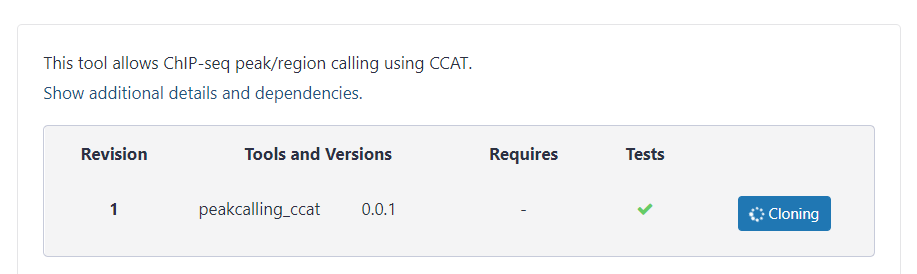 This tool allows ChIP-seq peak/region calling using CCAT.
Show additional details and dependencies.
Revision Tools and Versions Requires Tests
1 peakcalling_ccat 0.0.1 - Cloning